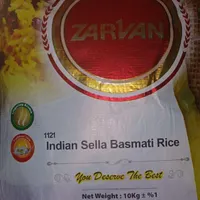 ZARVAN
1121
Indian Sella Basmati Rice
You Deserve The Best
Net Weight : 10Kg ± %1